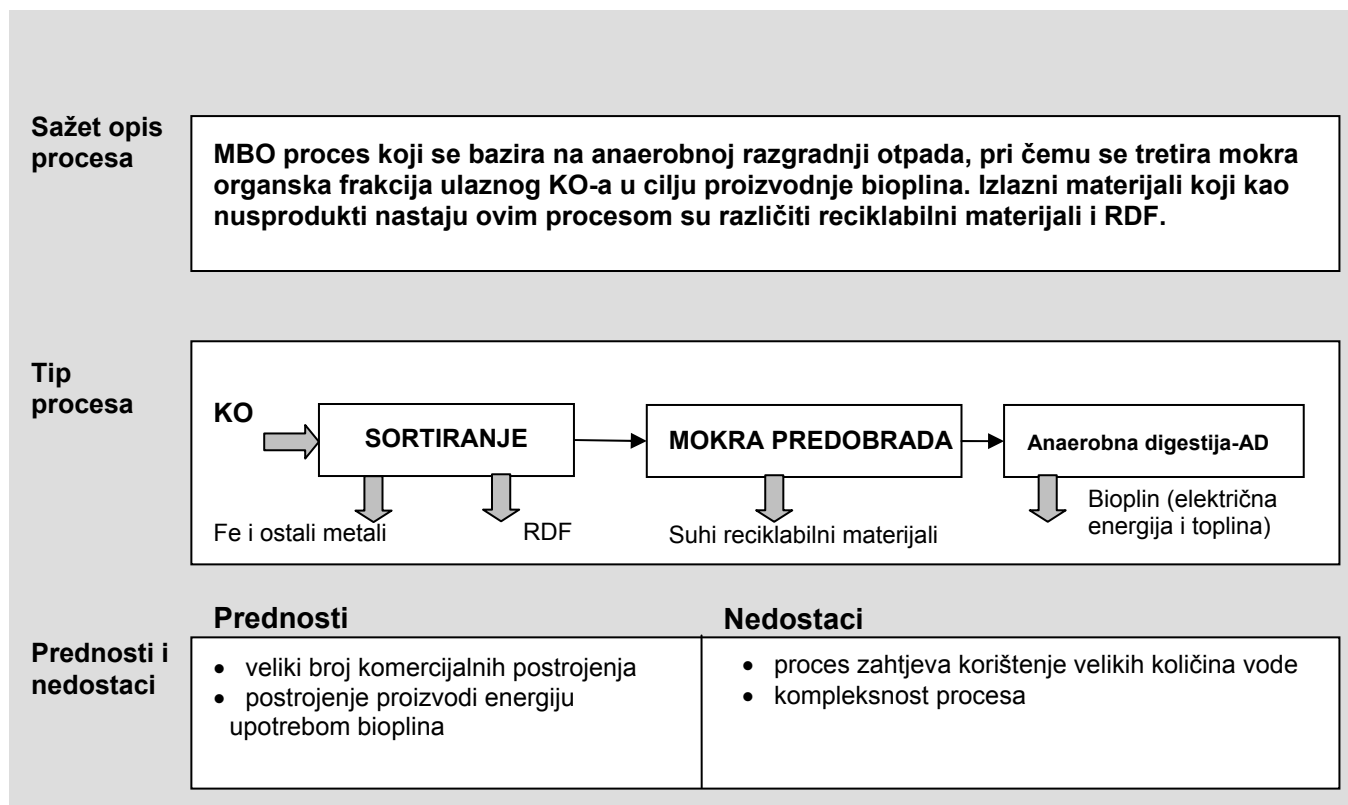 Sažet opis
procesa
MBO proces koji se bazira na anaerobnoj razgradnji otpada, pri čemu se tretira mokra
organska frakcija ulaznog KO-a u cilju proizvodnje bioplina. Izlazni materijali koji kao
nusprodukti nastaju ovim procesom su različiti reciklabilni materijali i RDF.
Tip
procesa
KO
SORTIRANJE
MOKRA PREDOBRADA
Anaerobna digestija-AD
Fe i ostali metali
RDF
Suhi reciklabilni materijali
Bioplin (električna
energija i toplina)
Prednosti i
nedostaci
Prednosti
• veliki broj komercijalnih postrojenja
• postrojenje proizvodi energiju
upotrebom bioplina
Nedostaci
• proces zahtjeva korištenje velikih količina vode
• kompleksnost procesa